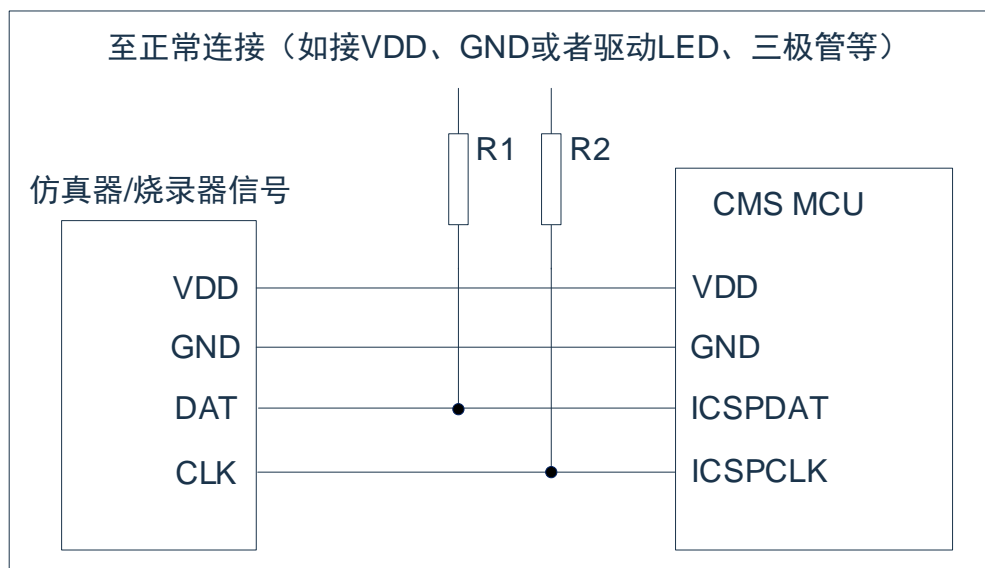 至正常连接（如接VDD、GND或者驱动LED、三极管等）
R1
R2
仿真器/烧录器信号
CMS MCU
VDD
VDD
GND
GND
DAT
ICSPDAT
CLK
ICSPCLK